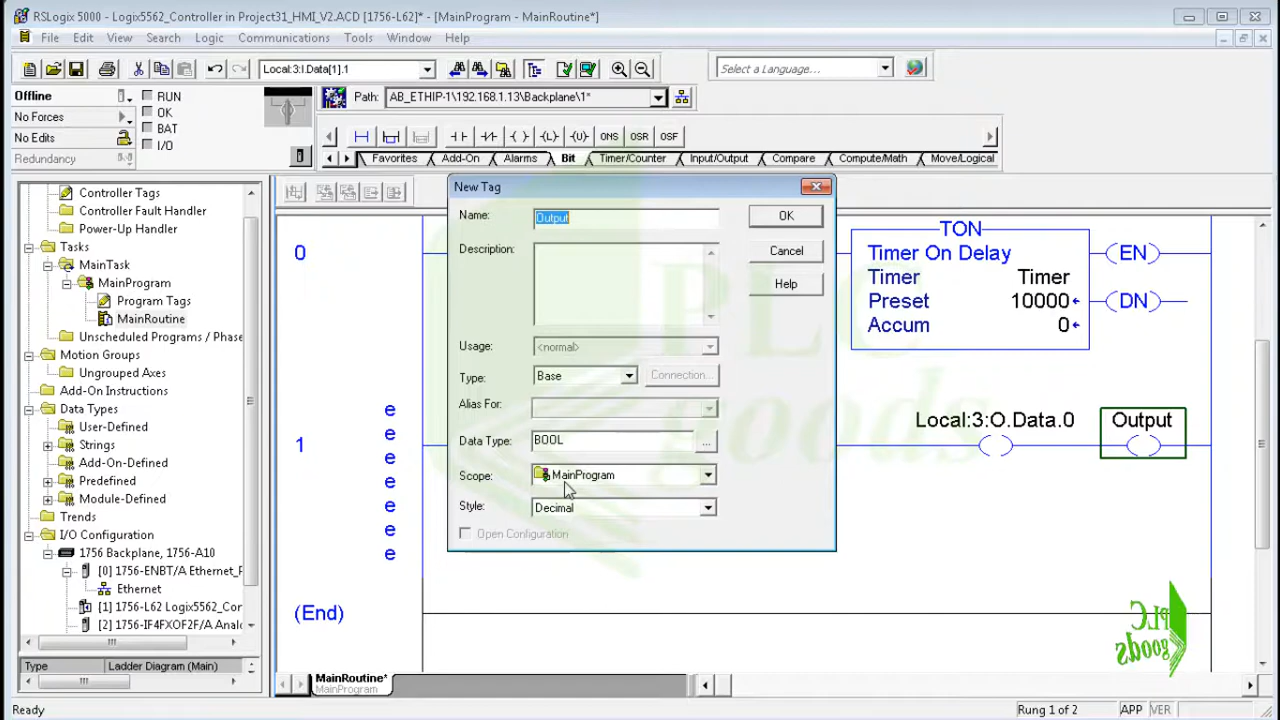 RSLogix 5000 - Logix5562_Controller in Project31_HMI_V2.ACD [1756-L62]* - [MainProgram - MainRoutine*]
File Edit View Search Logic Communications Tools Window Help
Local:3:I.Data[1].1
Select a Language...
Offline
RUN
No Forces
OK
No Edits
BAT
Redundancy
I/O
Path: AB_ETHIP-1\192.168.1.13\Backplane\1*
ONS OSR OSF
Favorites Add-On Alarms Bit Timer/Counter Input/Output Compare Compute/Math Move/Logical
Controller Tags
Controller Fault Handler
Power-Up Handler
Tasks
MainTask
MainProgram
Program Tags
MainRoutine
Unscheduled Programs / Phase
Motion Groups
Ungrouped Axes
Add-On Instructions
Data Types
User-Defined
Strings
Add-On-Defined
Predefined
Module-Defined
Trends
I/O Configuration
1756 Backplane, 1756-A10
[0] 1756-ENBT/A Ethernet_P
Ethernet
[1] 1756-L62 Logix5562_Cor
[2] 1756-IF4FXOF2F/A Analo
Type Ladder Diagram (Main)
New Tag
Name: Output
Description:
Usage: <normal>
Type: Base
Connection...
Alias For:
Data Type: BOOL
...
Scope: MainProgram
Style: Decimal
Open Configuration
OK
Cancel
Help
0
TON
Timer On Delay
Timer Timer
Preset 10000
Accum 0
EN
DN
1
e
e
e
e
e
e
e
Local:3:O.Data.0
Output
(End)
PLC
goods
PLC
goods
MainRoutine*
MainProgram
Ready
Rung 1 of 2
APP
VER